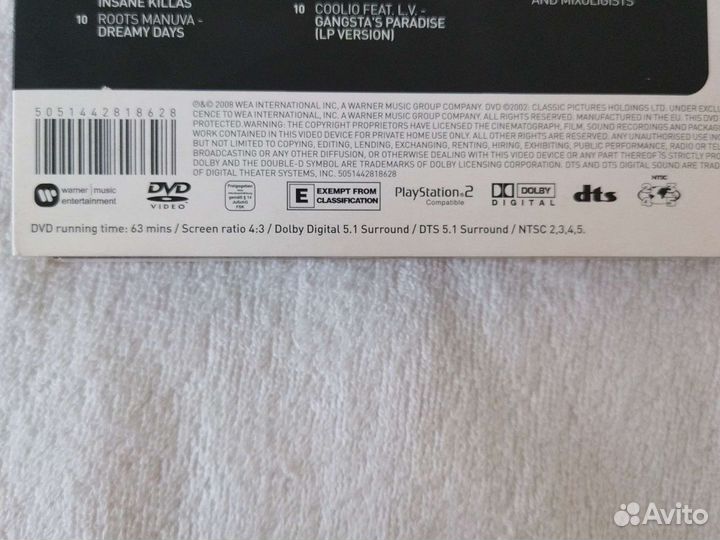 INSANE KILLAS
10 ROOTS MANUVA -
DREAMY DAYS
10 COOLIO FEAT. L.V. -
GANGSTA'S PARADISE
(LP VERSION)
AND MIXOLIGISTS
5051442818628
℗&© 2008 WEA INTERNATIONAL INC. A WARNER MUSIC GROUP COMPANY. DVD ©2002: CLASSIC PICTURES HOLDINGS LTD. UNDER EXCLU
CENCE TO WEA INTERNATIONAL, INC, A WARNER MUSIC GROUP COMPANY. ALL RIGHTS RESERVED. MANUFACTURED IN THE EU. THIS DVD
PROTECTED.WARNING: THE COPYRIGHT PROPRIETORS HAVE LICENSED THE CINEMATOGRAPH, FILM, SOUND RECORDINGS AND PACKAG
WORK CONTAINED IN THIS VIDEO DEVICE FOR PRIVATE HOME USE ONLY. ALL OTHER RIGHTS ARE RESERVED. ANY UNAUTHORISED USE IN
BUT NOT LIMITED TO COPYING, EDITING, LENDING, EXCHANGING, RENTING, HIRING, EXHIBITING, PUBLIC PERFORMANCE, RADIO OR TEL
BROADCASTING OR ANY OTHER DIFFUSION, OR OTHERWISE DEALING WITH THIS VIDEO DEVICE OR ANY PART THEREOF IS STRICTLY PRO
DOLBY AND THE DOUBLE-D SYMBOL ARE TRADEMARKS OF DOLBY LICENSING CORPORATION. DTS AND DTS DIGITAL SOUND ARE TRA
OF DIGITAL THEATER SYSTEMS, INC. 5051442818628
warner music
entertainment
DVD
VIDEO
Freigegeben
gemäß § 14
JuSchG
FSK
E EXEMPT FROM
CLASSIFICATION
PlayStation 2
Compatible
DOLBY
DIGITAL
dts
NTSC
DVD running time: 63 mins / Screen ratio 4:3 / Dolby Digital 5.1 Surround / DTS 5.1 Surround / NTSC 2,3,4,5.
Avito